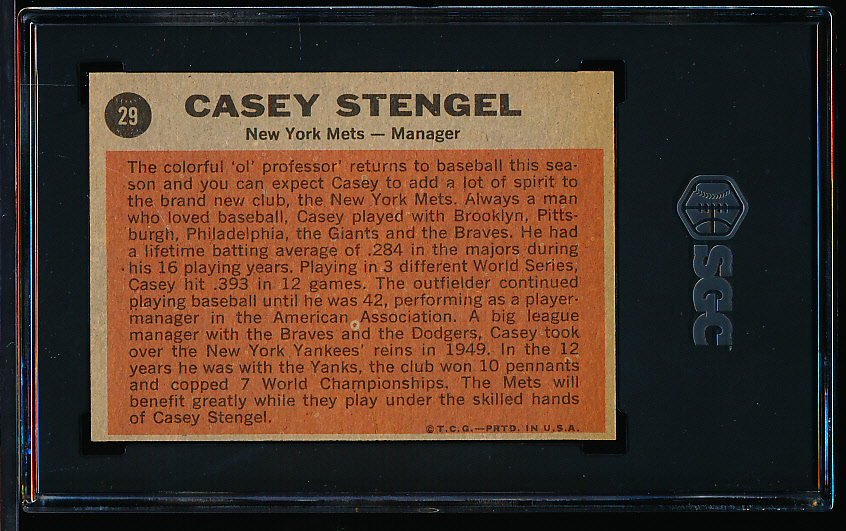 29
CASEY STENGEL
New York Mets — Manager
The colorful 'ol' professor' returns to baseball this sea-
son and you can expect Casey to add a lot of spirit to
the brand new club, the New York Mets. Always a man
who loved baseball, Casey played with Brooklyn, Pitts-
burgh, Philadelphia, the Giants and the Braves. He had
a lifetime batting average of .284 in the majors during
his 16 playing years. Playing in 3 different World Series,
Casey hit .393 in 12 games. The outfielder continued
playing baseball until he was 42, performing as a player-
manager in the American Association. A big league
manager with the Braves and the Dodgers, Casey took
over the New York Yankees' reins in 1949. In the 12
years he was with the Yanks, the club won 10 pennants
and copped 7 World Championships. The Mets will
benefit greatly while they play under the skilled hands
of Casey Stengel.
©T.C.G.—PRTD. IN U.S.A.
SGC